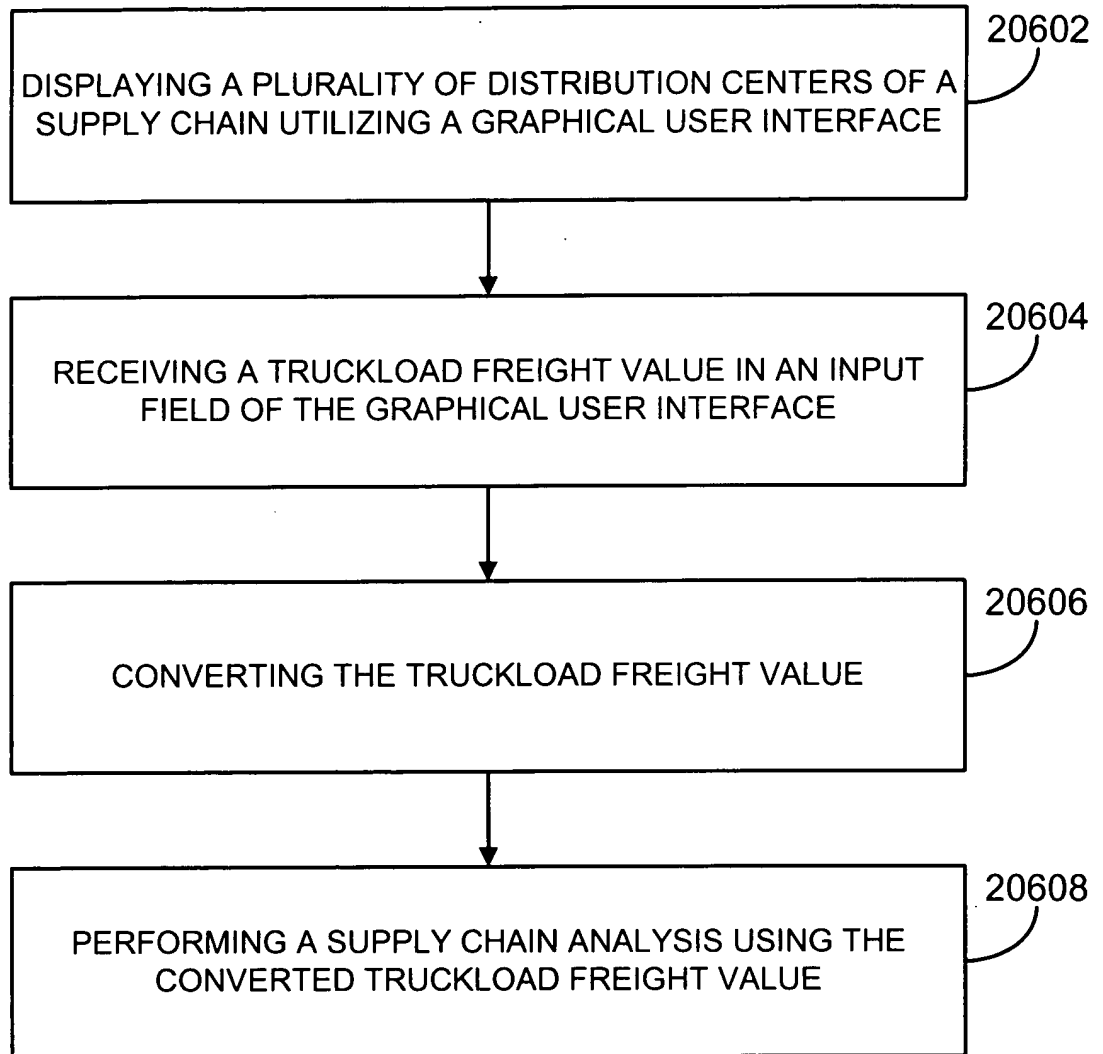 20602
DISPLAYING A PLURALITY OF DISTRIBUTION CENTERS OF A
SUPPLY CHAIN UTILIZING A GRAPHICAL USER INTERFACE
20604
RECEIVING A TRUCKLOAD FREIGHT VALUE IN AN INPUT
FIELD OF THE GRAPHICAL USER INTERFACE
20606
CONVERTING THE TRUCKLOAD FREIGHT VALUE
20608
PERFORMING A SUPPLY CHAIN ANALYSIS USING THE
CONVERTED TRUCKLOAD FREIGHT VALUE